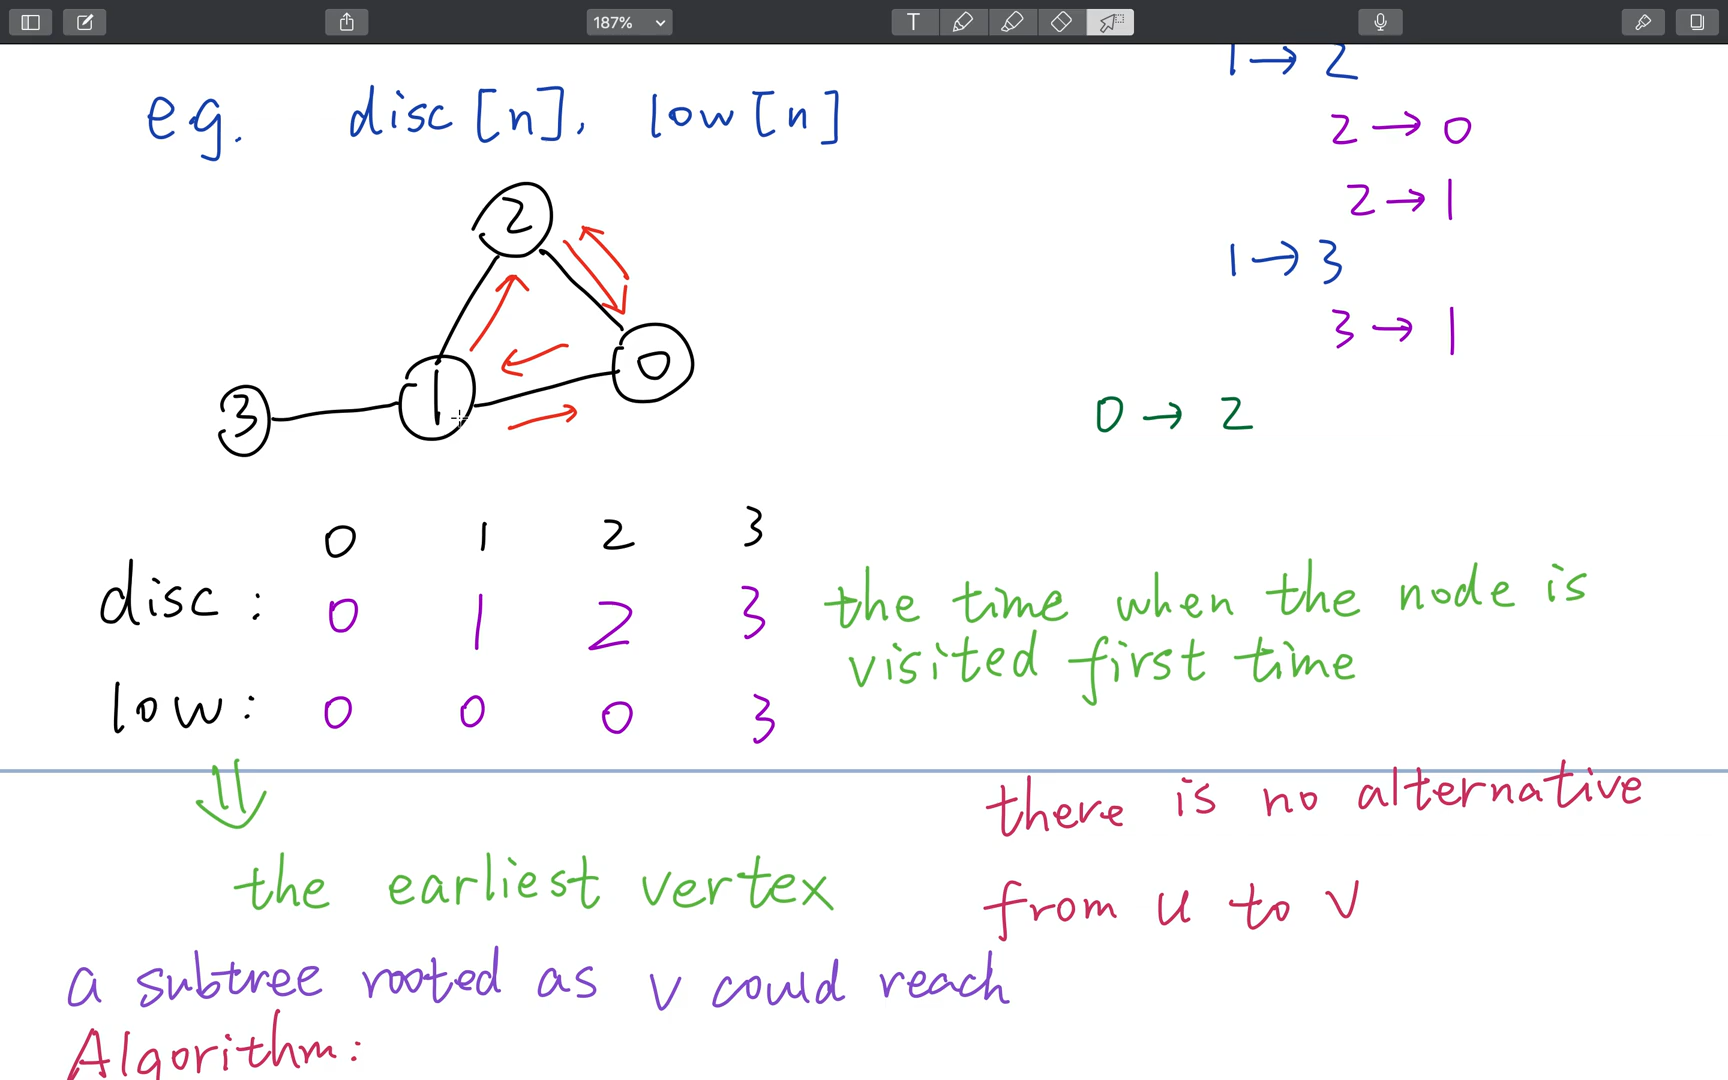 187%
T
1 → 2
e.g. disc [n], low [n]
2 → 0
2 → 1
1 → 3
3 → 1
0 → 2
2
0
1
3
0 1 2 3
disc : 0 1 2 3
the time when the node is
visited first time
low : 0 0 0 3
there is no alternative
from u to v
the earliest vertex
a subtree rooted as v could reach
Algorithm :